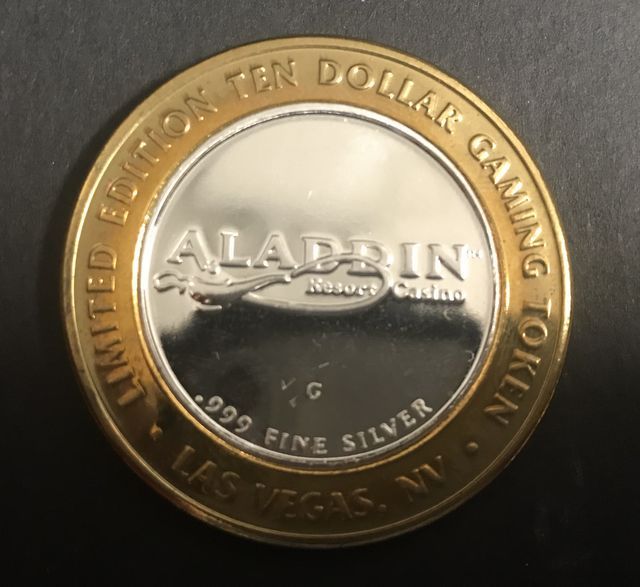 LIMITED EDITION TEN DOLLAR GAMING TOKEN
ALADDIN
Resort Casino
G
.999 FINE SILVER
• LAS VEGAS, NV •